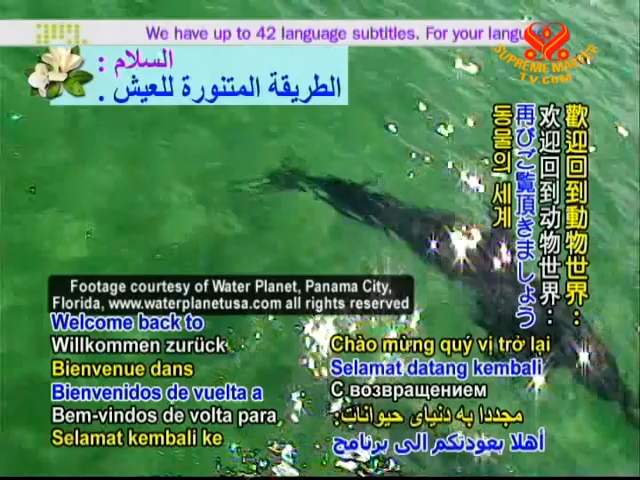 We have up to 42 language subtitles. For your langu
SUPREME MASTER
TV.COM
السلام :
الطريقة المتنورة للعيش .
歡迎回到動物世界：
欢迎回到动物世界：
再びご覧頂きましょう
동물의 세계
Footage courtesy of Water Planet, Panama City,
Florida, www.waterplanetusa.com all rights reserved
Welcome back to
Willkommen zurück
Bienvenue dans
Bienvenidos de vuelta a
Bem-vindos de volta para
Selamat kembali ke
Chào mừng quý vị trở lại
Selamat datang kembali
С возвращением
مجددا به دنیای حیوانات:
أهلا بعودتكم الى برنامج